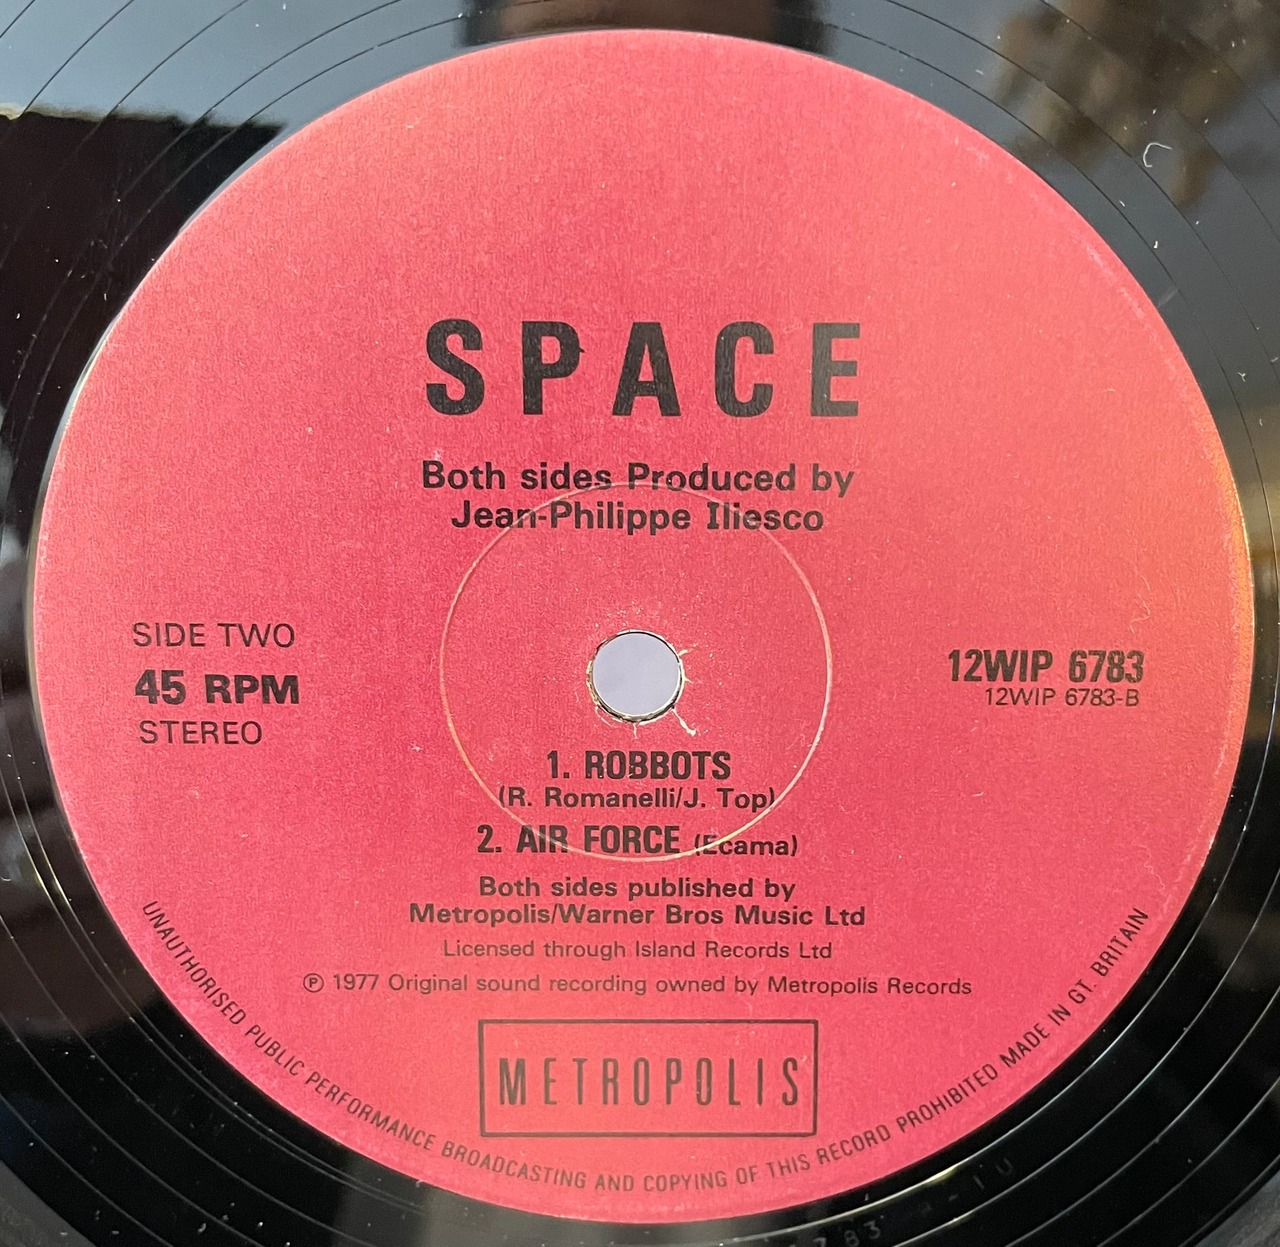 SPACE
Both sides Produced by
Jean-Philippe Iliesco
SIDE TWO
45 RPM
STEREO
12WIP 6783
12WIP 6783-B
1. ROBBOTS
(R. Romanelli/J. Top)
2. AIR FORCE (Ecama)
Both sides published by
Metropolis/Warner Bros Music Ltd
Licensed through Island Records Ltd
℗ 1977 Original sound recording owned by Metropolis Records
METROPOLIS
UNAUTHORISED PUBLIC PERFORMANCE BROADCASTING AND COPYING OF THIS RECORD PROHIBITED MADE IN GT. BRITAIN